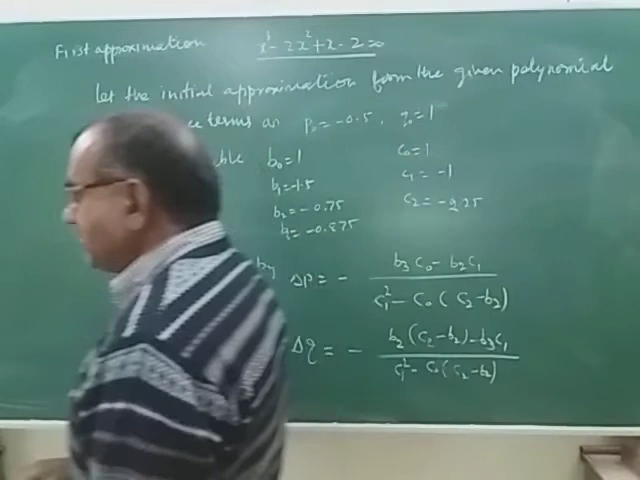 First approximation x³ - 2x² + x - 2 = 0
Let the initial approximation from the given polynomial
terms as p₀ = -0.5, q₀ = 1
b₀ = 1 c₀ = 1
b₁ = -1.5 c₁ = -1
b₂ = -0.75 c₂ = -2.25
b₃ = -0.875
by Δp = - (b₃c₀ - b₂c₁) / (c₁² - c₀(c₂ - b₂))
Δq = - (b₂(c₂ - b₂) - b₃c₁) / (c₁² - c₀(c₂ - b₂))